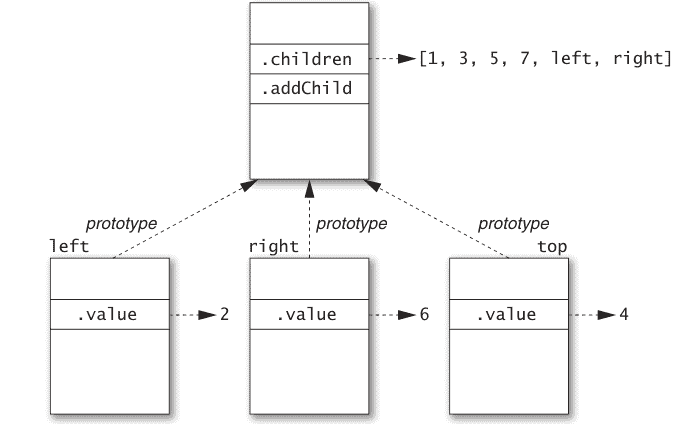 .children
[1, 3, 5, 7, left, right]
.addChild
prototype
prototype
prototype
left
right
top
.value
2
.value
6
.value
4